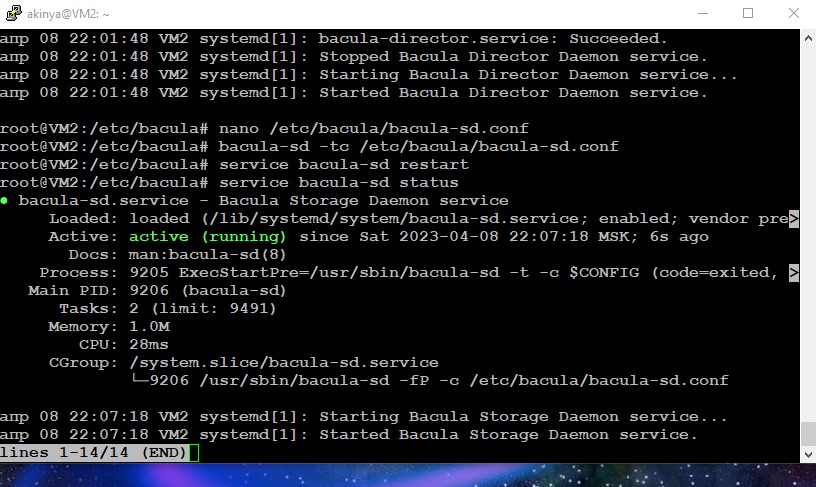 akinya@VM2: ~
апр 08 22:01:48 VM2 systemd[1]: bacula-director.service: Succeeded.
апр 08 22:01:48 VM2 systemd[1]: Stopped Bacula Director Daemon service.
апр 08 22:01:48 VM2 systemd[1]: Starting Bacula Director Daemon service...
апр 08 22:01:48 VM2 systemd[1]: Started Bacula Director Daemon service.
root@VM2:/etc/bacula# nano /etc/bacula/bacula-sd.conf
root@VM2:/etc/bacula# bacula-sd -tc /etc/bacula/bacula-sd.conf
root@VM2:/etc/bacula# service bacula-sd restart
root@VM2:/etc/bacula# service bacula-sd status
● bacula-sd.service - Bacula Storage Daemon service
Loaded: loaded (/lib/systemd/system/bacula-sd.service; enabled; vendor pre>
Active: active (running) since Sat 2023-04-08 22:07:18 MSK; 6s ago
Docs: man:bacula-sd(8)
Process: 9205 ExecStartPre=/usr/sbin/bacula-sd -t -c $CONFIG (code=exited, >
Main PID: 9206 (bacula-sd)
Tasks: 2 (limit: 9491)
Memory: 1.0M
CPU: 28ms
CGroup: /system.slice/bacula-sd.service
└─9206 /usr/sbin/bacula-sd -fP -c /etc/bacula/bacula-sd.conf
апр 08 22:07:18 VM2 systemd[1]: Starting Bacula Storage Daemon service...
апр 08 22:07:18 VM2 systemd[1]: Started Bacula Storage Daemon service.
lines 1-14/14 (END)